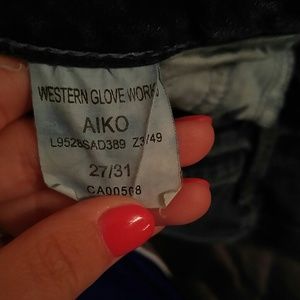 WESTERN GLOVE WORKS
AIKO
L9528SAD389 Z3749
27/31
CA00568